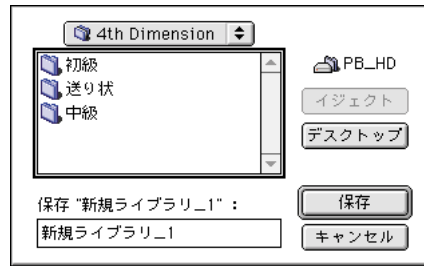 4th Dimension
初級
送り状
中級
PB_HD
イジェクト
デスクトップ
保存 "新規ライブラリ_1" :
新規ライブラリ_1
保存
キャンセル